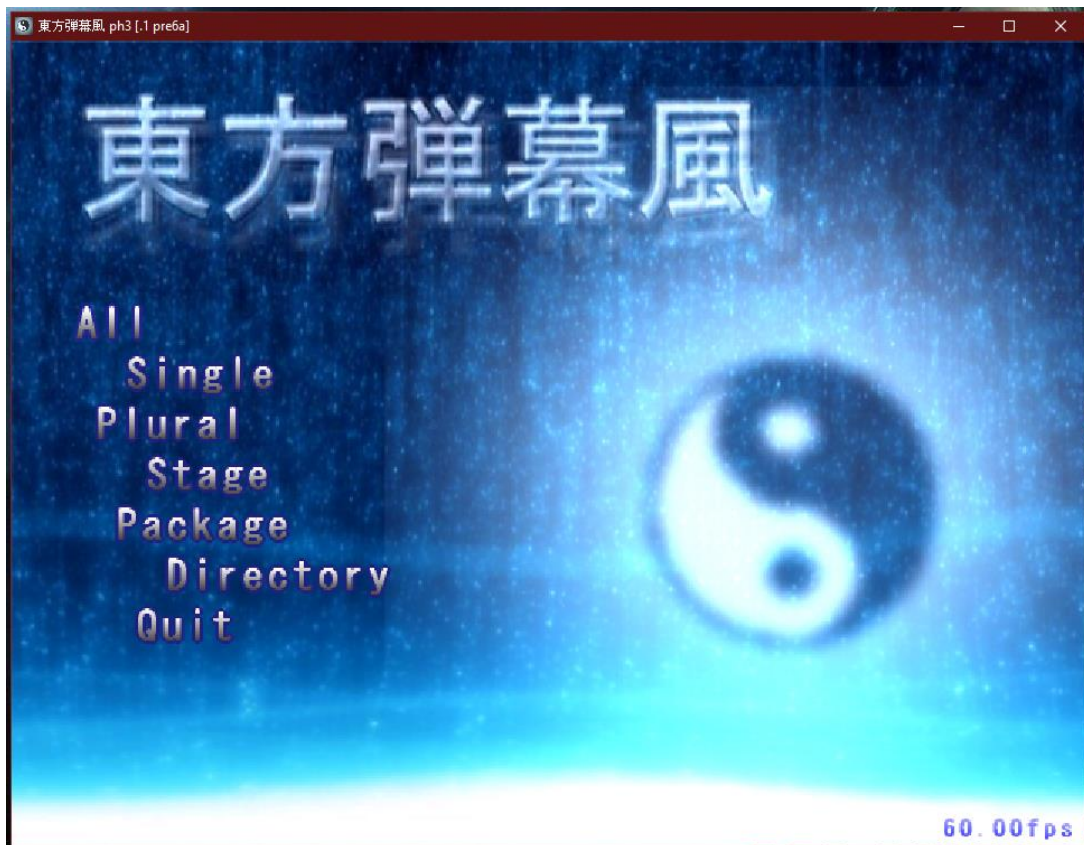 東方弾幕風 ph3 [.1 pre6a]
東方弾幕風
All
Single
Plural
Stage
Package
Directory
Quit
60.00fps